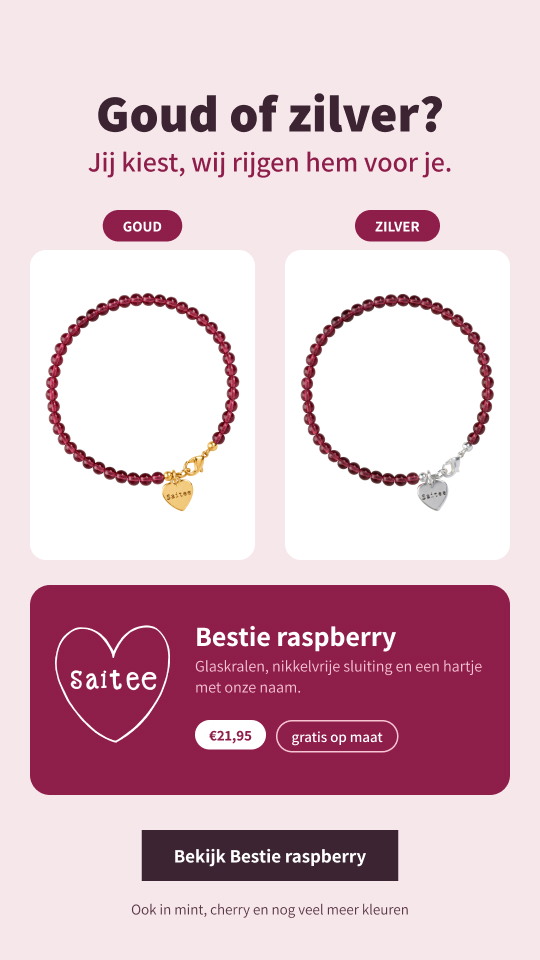 Goud of zilver?
Jij kiest, wij rijgen hem voor je.
GOUD
ZILVER
Saitee
Saitee
Saitee
Bestie raspberry
Glaskralen, nikkelvrije sluiting en een hartje
met onze naam.
€21,95
gratis op maat
Bekijk Bestie raspberry
Ook in mint, cherry en nog veel meer kleuren